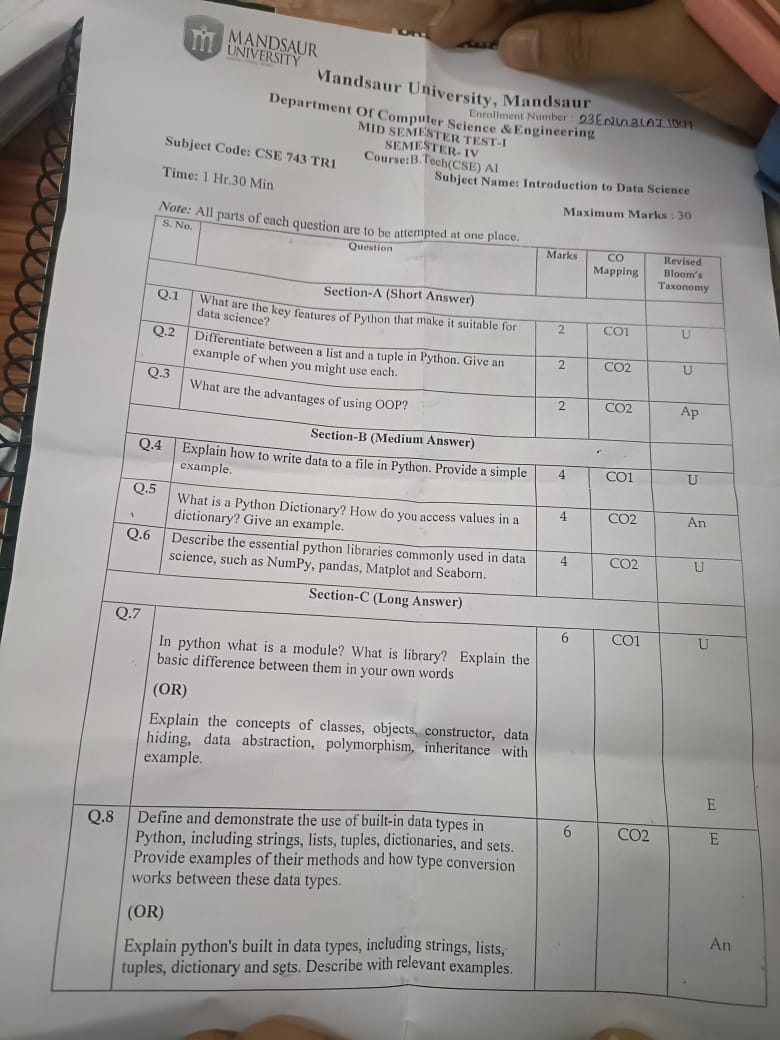 MANDSAUR
UNIVERSITY
Mandsaur University, Mandsaur
Enrollment Number :
Department Of Computer Science &Engineering
MID SEMESTER TEST-I
SEMESTER- IV
Subject Code: CSE 743 TR1
Course:B.Tech(CSE) AI
Time: 1 Hr.30 Min
Subject Name: Introduction to Data Science
Maximum Marks : 30
Note: All parts of each question are to be attempted at one place.
S. No. Question Marks CO Mapping Revised Bloom's Taxonomy
Section-A (Short Answer)
Q.1 What are the key features of Python that make it suitable for 2 CO1 U
data science?
Q.2 Differentiate between a list and a tuple in Python. Give an 2 CO2 U
example of when you might use each.
Q.3 What are the advantages of using OOP? 2 CO2 Ap
Section-B (Medium Answer)
Q.4 Explain how to write data to a file in Python. Provide a simple 4 CO1 U
example.
Q.5 What is a Python Dictionary? How do you access values in a 4 CO2 An
dictionary? Give an example.
Q.6 Describe the essential python libraries commonly used in data 4 CO2 U
science, such as NumPy, pandas, Matplot and Seaborn.
Section-C (Long Answer)
Q.7 In python what is a module? What is library? Explain the 6 CO1 U
basic difference between them in your own words
(OR)
Explain the concepts of classes, objects, constructor, data
hiding, data abstraction, polymorphism, inheritance with
example.
E
Q.8 Define and demonstrate the use of built-in data types in 6 CO2 E
Python, including strings, lists, tuples, dictionaries, and sets.
Provide examples of their methods and how type conversion
works between these data types.
(OR)
Explain python's built in data types, including strings, lists, An
tuples, dictionary and sets. Describe with relevant examples.